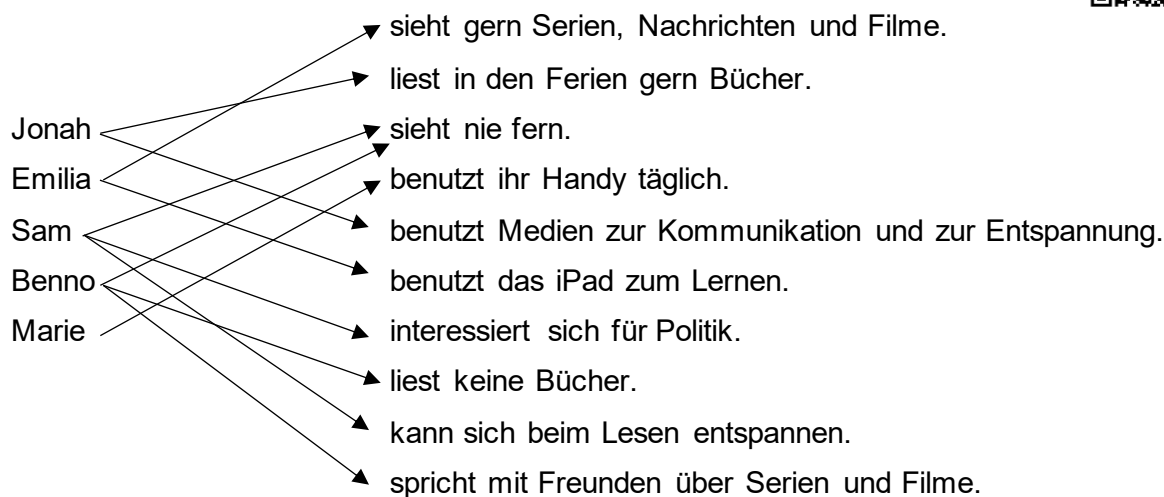 sieht gern Serien, Nachrichten und Filme.
liest in den Ferien gern Bücher.
Jonah
sieht nie fern.
Emilia
benutzt ihr Handy täglich.
Sam
benutzt Medien zur Kommunikation und zur Entspannung.
Benno
benutzt das iPad zum Lernen.
Marie
interessiert sich für Politik.
liest keine Bücher.
kann sich beim Lesen entspannen.
spricht mit Freunden über Serien und Filme.